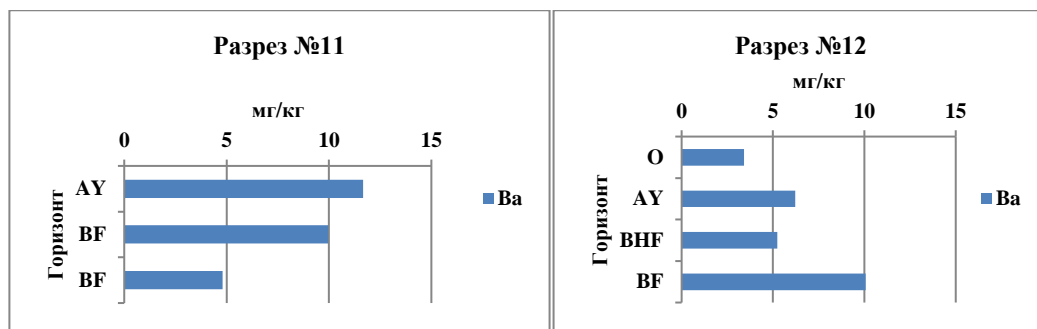 Разрез №11
мг/кг
0 5 10 15
Горизонт
AY
BF
BF
Ba
Разрез №12
мг/кг
0 5 10 15
Горизонт
O
AY
BHF
BF
Ba